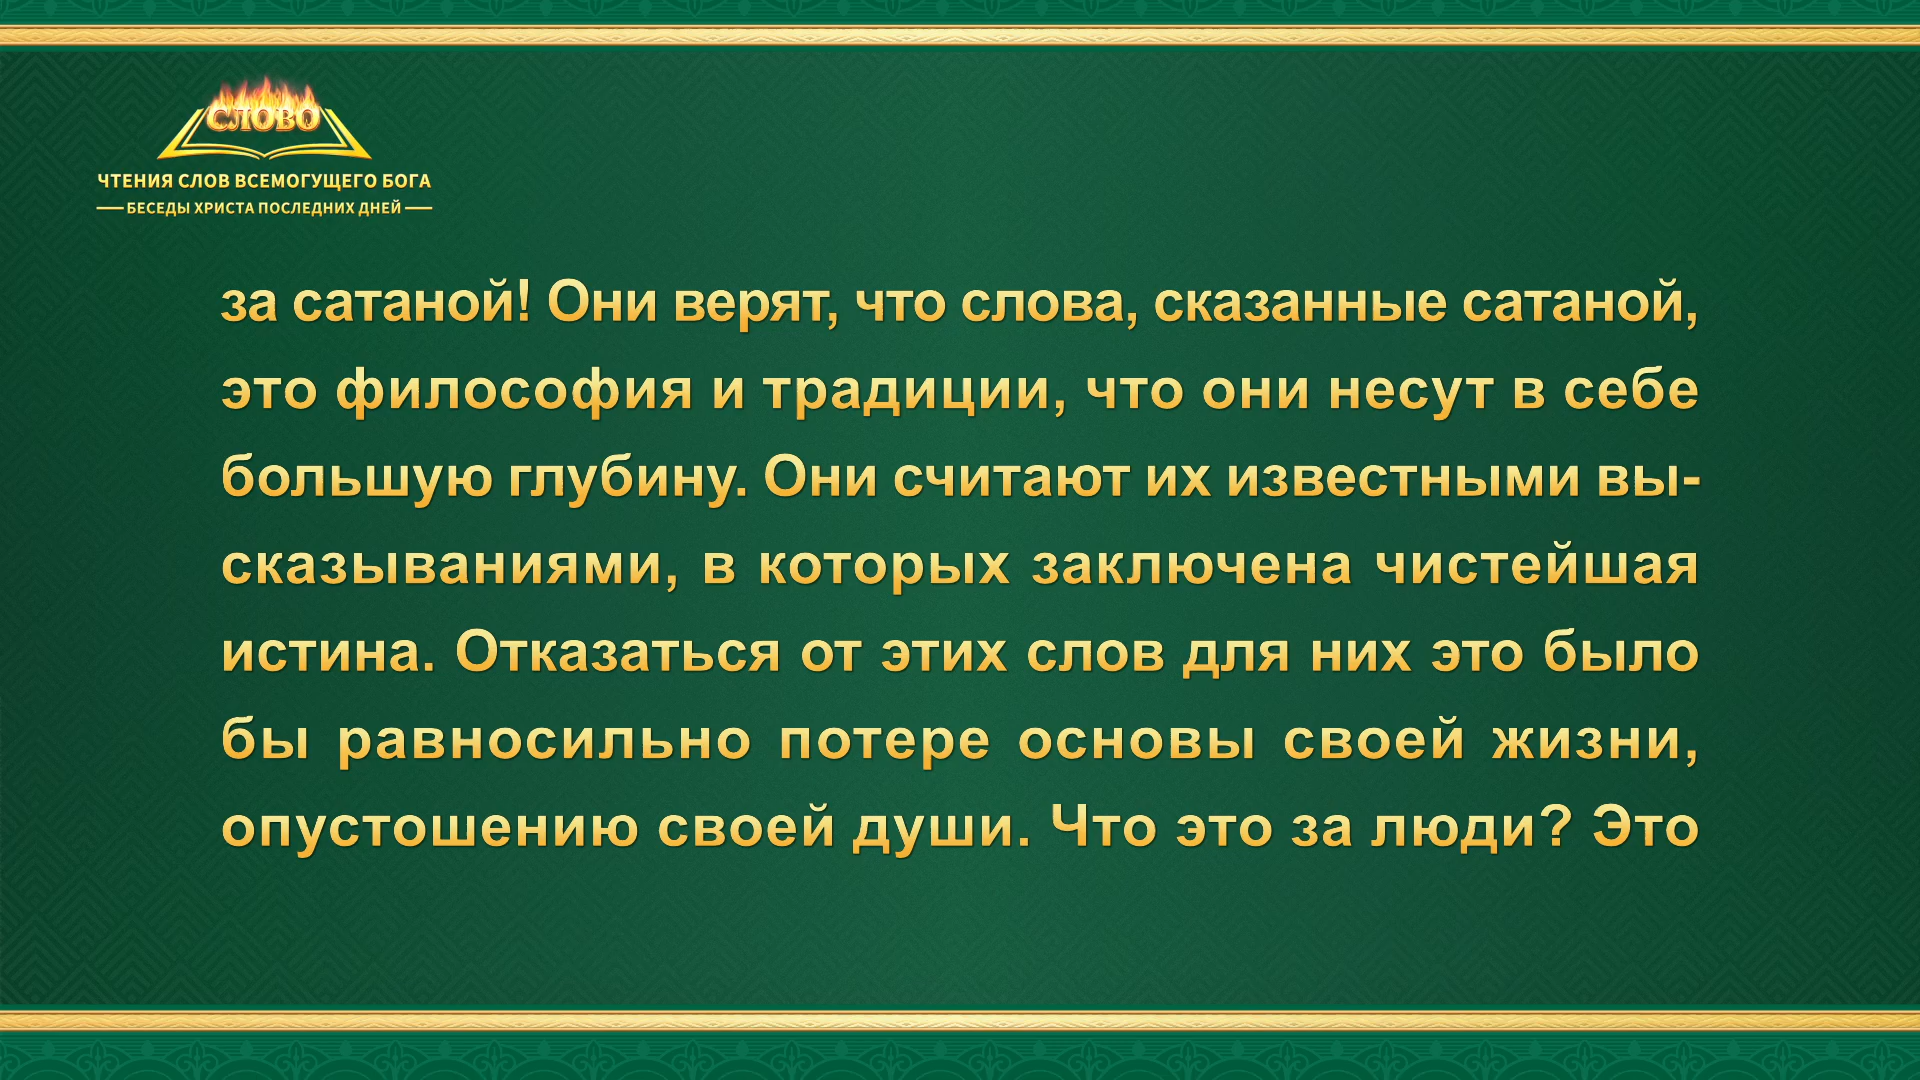 СЛОВО
ЧТЕНИЯ СЛОВ ВСЕМОГУЩЕГО БОГА
БЕСЕДЫ ХРИСТА ПОСЛЕДНИХ ДНЕЙ
за сатаной! Они верят, что слова, сказанные сатаной,
это философия и традиции, что они несут в себе
большую глубину. Они считают их известными вы-
сказываниями, в которых заключена чистейшая
истина. Отказаться от этих слов для них это было
бы равносильно потере основы своей жизни,
опустошению своей души. Что это за люди? Это